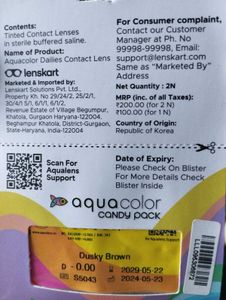 Contents:
Tinted Contact Lenses
in sterile buffered saline.
Name of Product:
Aquacolor Dailies Contact Lens
lenskart
Marketed by:
Lenskart Solutions Pvt. Ltd.,
Property Kh. No 29/24/2, 25/2/1,
30/4/1 5/1, 6/1/1, 6/1/2,
Revenue Estate of Village Begumpur,
Khatola, Gurgaon Haryana-122004,
Beghampur Khatola, District-Gurgaon,
State-Haryana, India-122004
For Consumer complaint,
Contact our Customer
Manager at Ph. No
99998-99998, Email:
support@lenskart.com
Same as "Marketed By"
Address
Net Quantity : 2N
MRP (inc. of all Taxes):
₹200.00 (for 2 N)
₹100.00 (for 1 N)
Country of Origin:
Republic of Korea
Scan For
Aqualens
Support
Date of Expiry:
Please Check On Blister
For More Details Check
Blister Inside
aquacolor
CANDY PACK
Dusky Brown
D -0.00
2029-05-22
S5043
2024-05-23